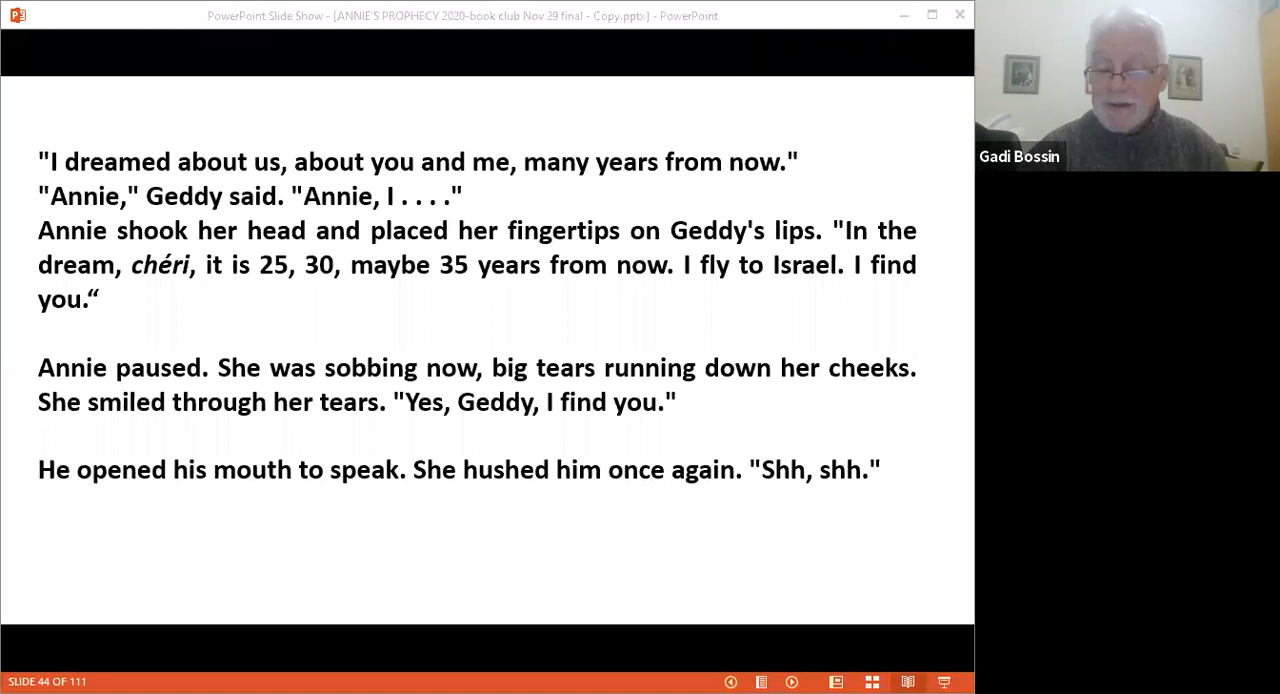 PowerPoint Slide Show - [ANNIE'S PROPHECY 2020-book club Nov 29 final - Copy.pptx] - PowerPoint
"I dreamed about us, about you and me, many years from now."
"Annie," Geddy said. "Annie, I . . . ."
Annie shook her head and placed her fingertips on Geddy's lips. "In the
dream, chéri, it is 25, 30, maybe 35 years from now. I fly to Israel. I find
you.“
Annie paused. She was sobbing now, big tears running down her cheeks.
She smiled through her tears. "Yes, Geddy, I find you."
He opened his mouth to speak. She hushed him once again. "Shh, shh."
Gadi Bossin
SLIDE 44 OF 111